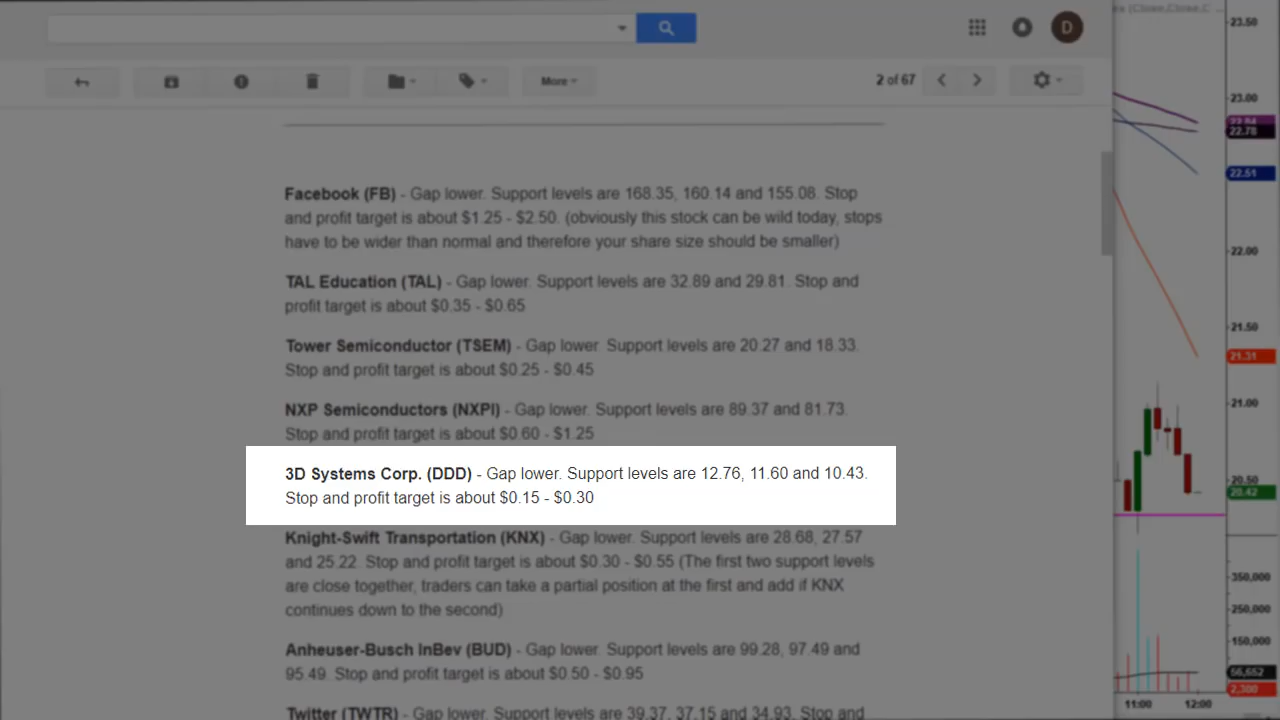 D
More
2 of 67
Facebook (FB) - Gap lower. Support levels are 168.35, 160.14 and 155.08. Stop
and profit target is about $1.25 - $2.50. (obviously this stock can be wild today, stops
have to be wider than normal and therefore your share size should be smaller)
TAL Education (TAL) - Gap lower. Support levels are 32.89 and 29.81. Stop and
profit target is about $0.35 - $0.65
Tower Semiconductor (TSEM) - Gap lower. Support levels are 20.27 and 18.33.
Stop and profit target is about $0.25 - $0.45
NXP Semiconductors (NXPI) - Gap lower. Support levels are 89.37 and 81.73.
Stop and profit target is about $0.60 - $1.25
3D Systems Corp. (DDD) - Gap lower. Support levels are 12.76, 11.60 and 10.43.
Stop and profit target is about $0.15 - $0.30
Knight-Swift Transportation (KNX) - Gap lower. Support levels are 28.68, 27.57
and 25.22. Stop and profit target is about $0.30 - $0.55 (The first two support levels
are close together, traders can take a partial position at the first and add if KNX
continues down to the second)
Anheuser-Busch InBev (BUD) - Gap lower. Support levels are 99.28, 97.49 and
95.49. Stop and profit target is about $0.50 - $0.95
Twitter (TWTR) - Gap lower. Support levels are 39.37, 37.15 and 34.93. Stop and
(Close,Close,C
23.50
23.00
22.78
22.51
22.00
21.50
21.31
21.00
20.50
20.42
350,000
250,000
150,000
2,300
11:00 12:00